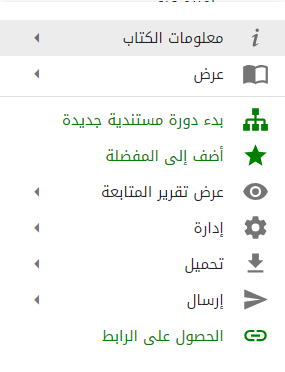 معلومات الكتاب
عرض
بدء دورة مستندية جديدة
أضف إلى المفضلة
عرض تقرير المتابعة
إدارة
تحميل
إرسال
الحصول على الرابط